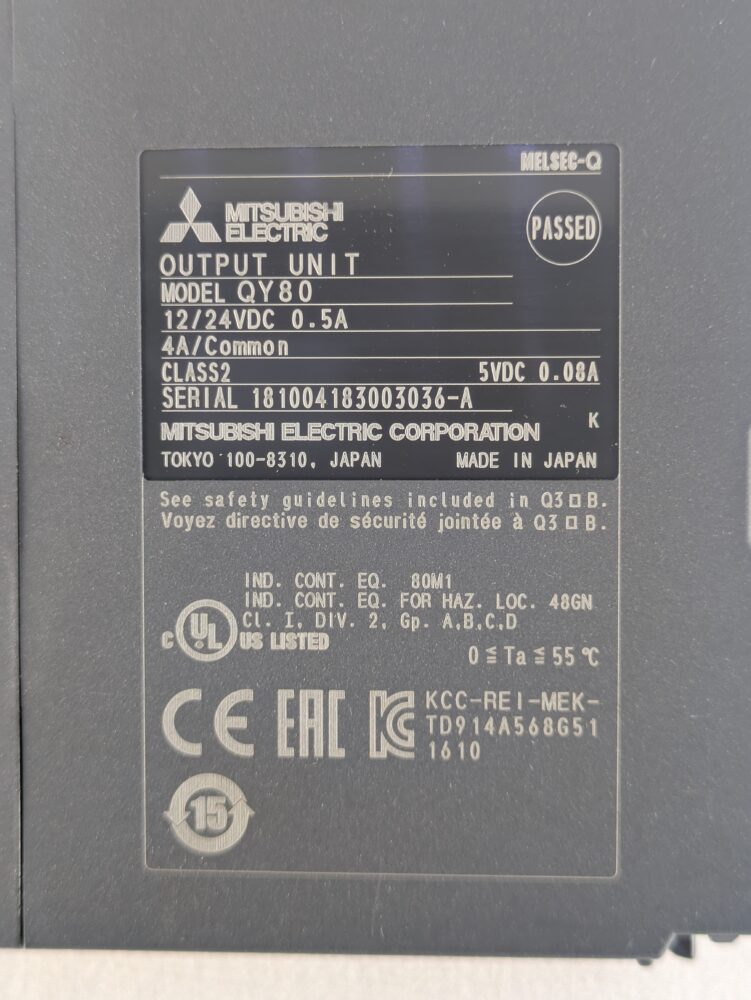 MELSEC-Q
MITSUBISHI
ELECTRIC
PASSED
OUTPUT UNIT
MODEL QY80
12/24VDC 0.5A
4A/Common
CLASS2 5VDC 0.08A
SERIAL 181004183003036-A
K
MITSUBISHI ELECTRIC CORPORATION
TOKYO 100-8310, JAPAN MADE IN JAPAN
See safety guidelines included in Q3□B.
Voyez directive de sécurité jointée à Q3□B.
IND. CONT. EQ. 80M1
IND. CONT. EQ. FOR HAZ. LOC. 48GN
Cl. I, DIV. 2, Gp. A,B,C,D
C UL US LISTED
0≦Ta≦55℃
CE EAC KC KCC-REI-MEK-
TD914A568G51
1610
15